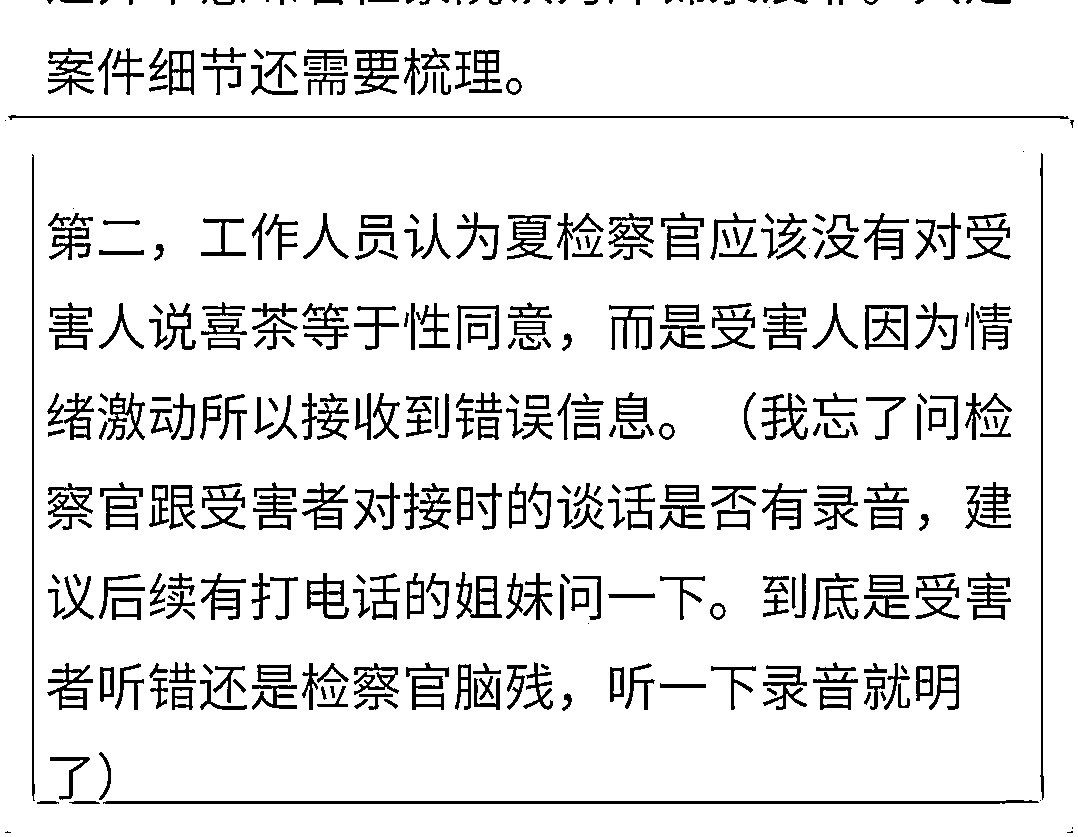 案件细节还需要梳理。
第二，工作人员认为夏检察官应该没有对受
害人说喜茶等于性同意，而是受害人因为情
绪激动所以接收到错误信息。（我忘了问检
察官跟受害者对接时的谈话是否有录音，建
议后续有打电话的姐妹问一下。到底是受害
者听错还是检察官脑残，听一下录音就明
了）